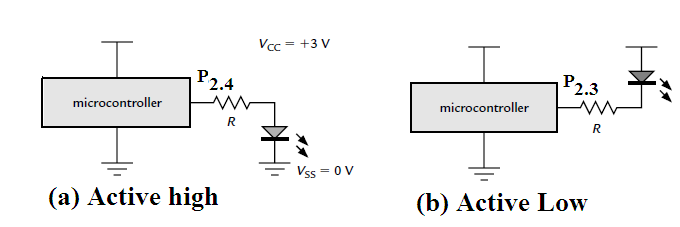 V_CC = +3 V
P_2.4
microcontroller
R
V_SS = 0 V
(a) Active high
P_2.3
microcontroller
R
(b) Active Low